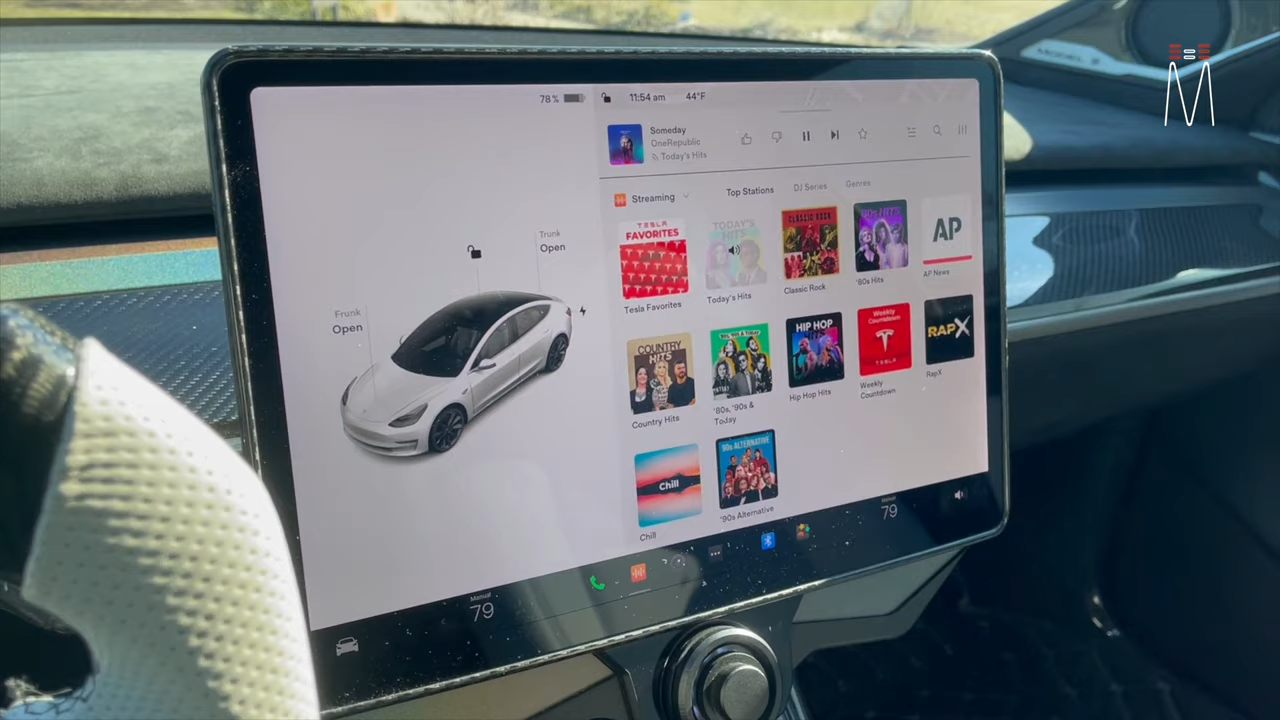 78%
11:54 am
44°F
Someday
OneRepublic
Today's Hits
Streaming
Top Stations
DJ Series
Genres
Trunk
Open
Frunk
Open
TESLA
FAVORITES
Tesla Favorites
TODAY'S
HITS
Today's Hits
CLASSIC ROCK
Classic Rock
'80s HITS
'80s Hits
AP
AP News
COUNTRY
HITS
Country Hits
'80s, '90s &
Today
HIP HOP
Hip Hop Hits
Weekly
Countdown
TESLA
Weekly
Countdown
RAPX
RapX
Chill
Chill
90s ALTERNATIVE
'90s Alternative
Manual
79
Manual
79